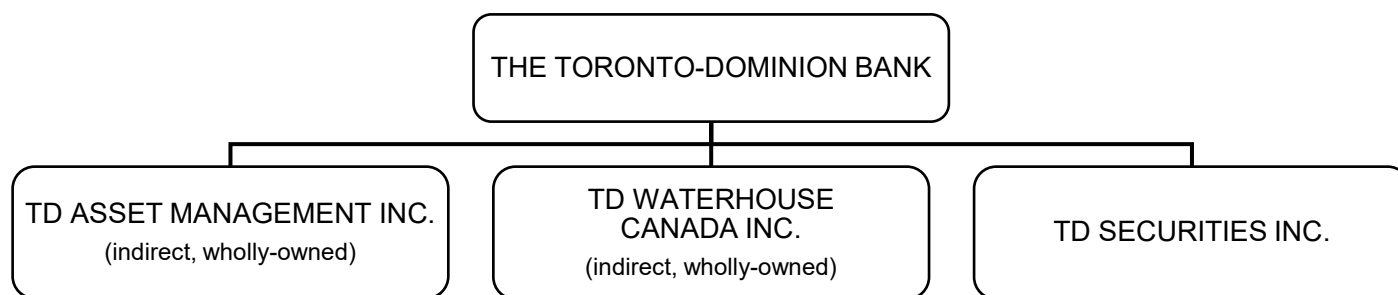 THE TORONTO-DOMINION BANK
TD ASSET MANAGEMENT INC.
(indirect, wholly-owned)
TD WATERHOUSE
CANADA INC.
(indirect, wholly-owned)
TD SECURITIES INC.